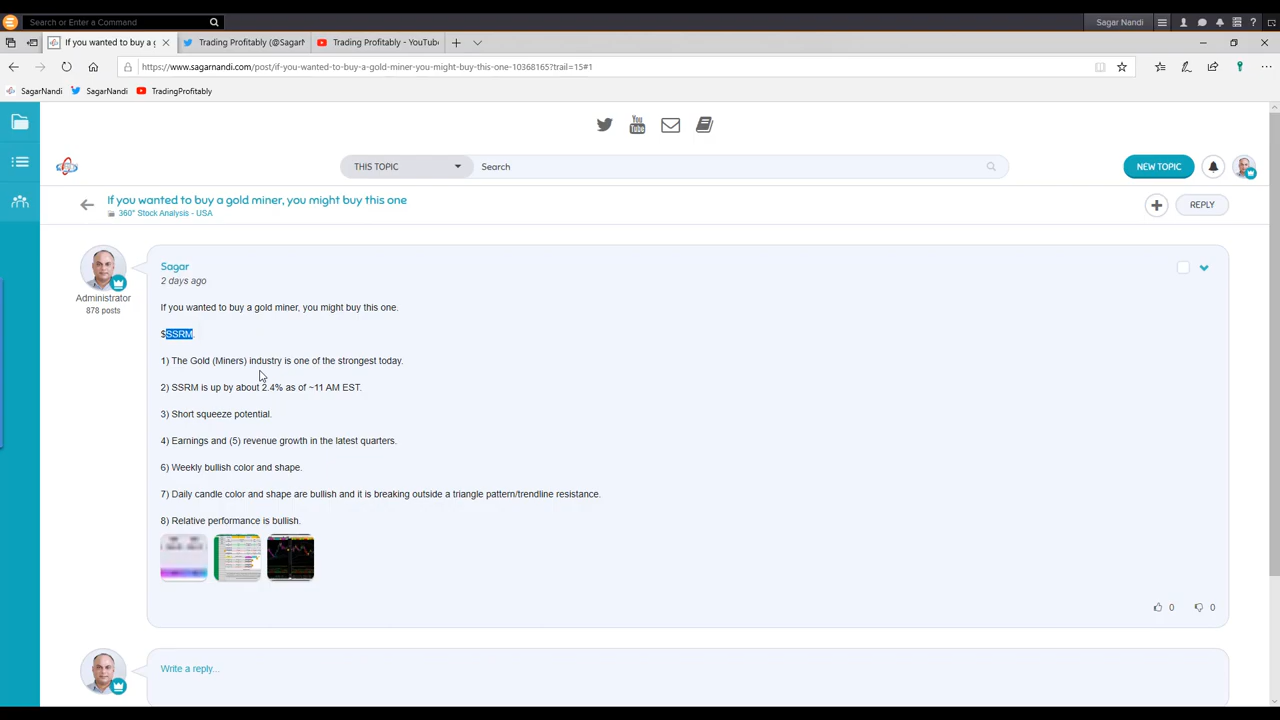 Search or Enter a Command
Sagar Nandi
If you wanted to buy a g
Trading Profitably (@SagarN
Trading Profitably - YouTube
https://www.sagarnandi.com/post/if-you-wanted-to-buy-a-gold-miner-you-might-buy-this-one-10368165?trail=15#1
SagarNandi
SagarNandi
TradingProfitably
You
Tube
THIS TOPIC
Search
NEW TOPIC
If you wanted to buy a gold miner, you might buy this one
360° Stock Analysis - USA
REPLY
Sagar
2 days ago
Administrator
878 posts
If you wanted to buy a gold miner, you might buy this one.
$SSRM.
1) The Gold (Miners) industry is one of the strongest today.
2) SSRM is up by about 2.4% as of ~11 AM EST.
3) Short squeeze potential.
4) Earnings and (5) revenue growth in the latest quarters.
6) Weekly bullish color and shape.
7) Daily candle color and shape are bullish and it is breaking outside a triangle pattern/trendline resistance.
8) Relative performance is bullish.
0
0
Write a reply...